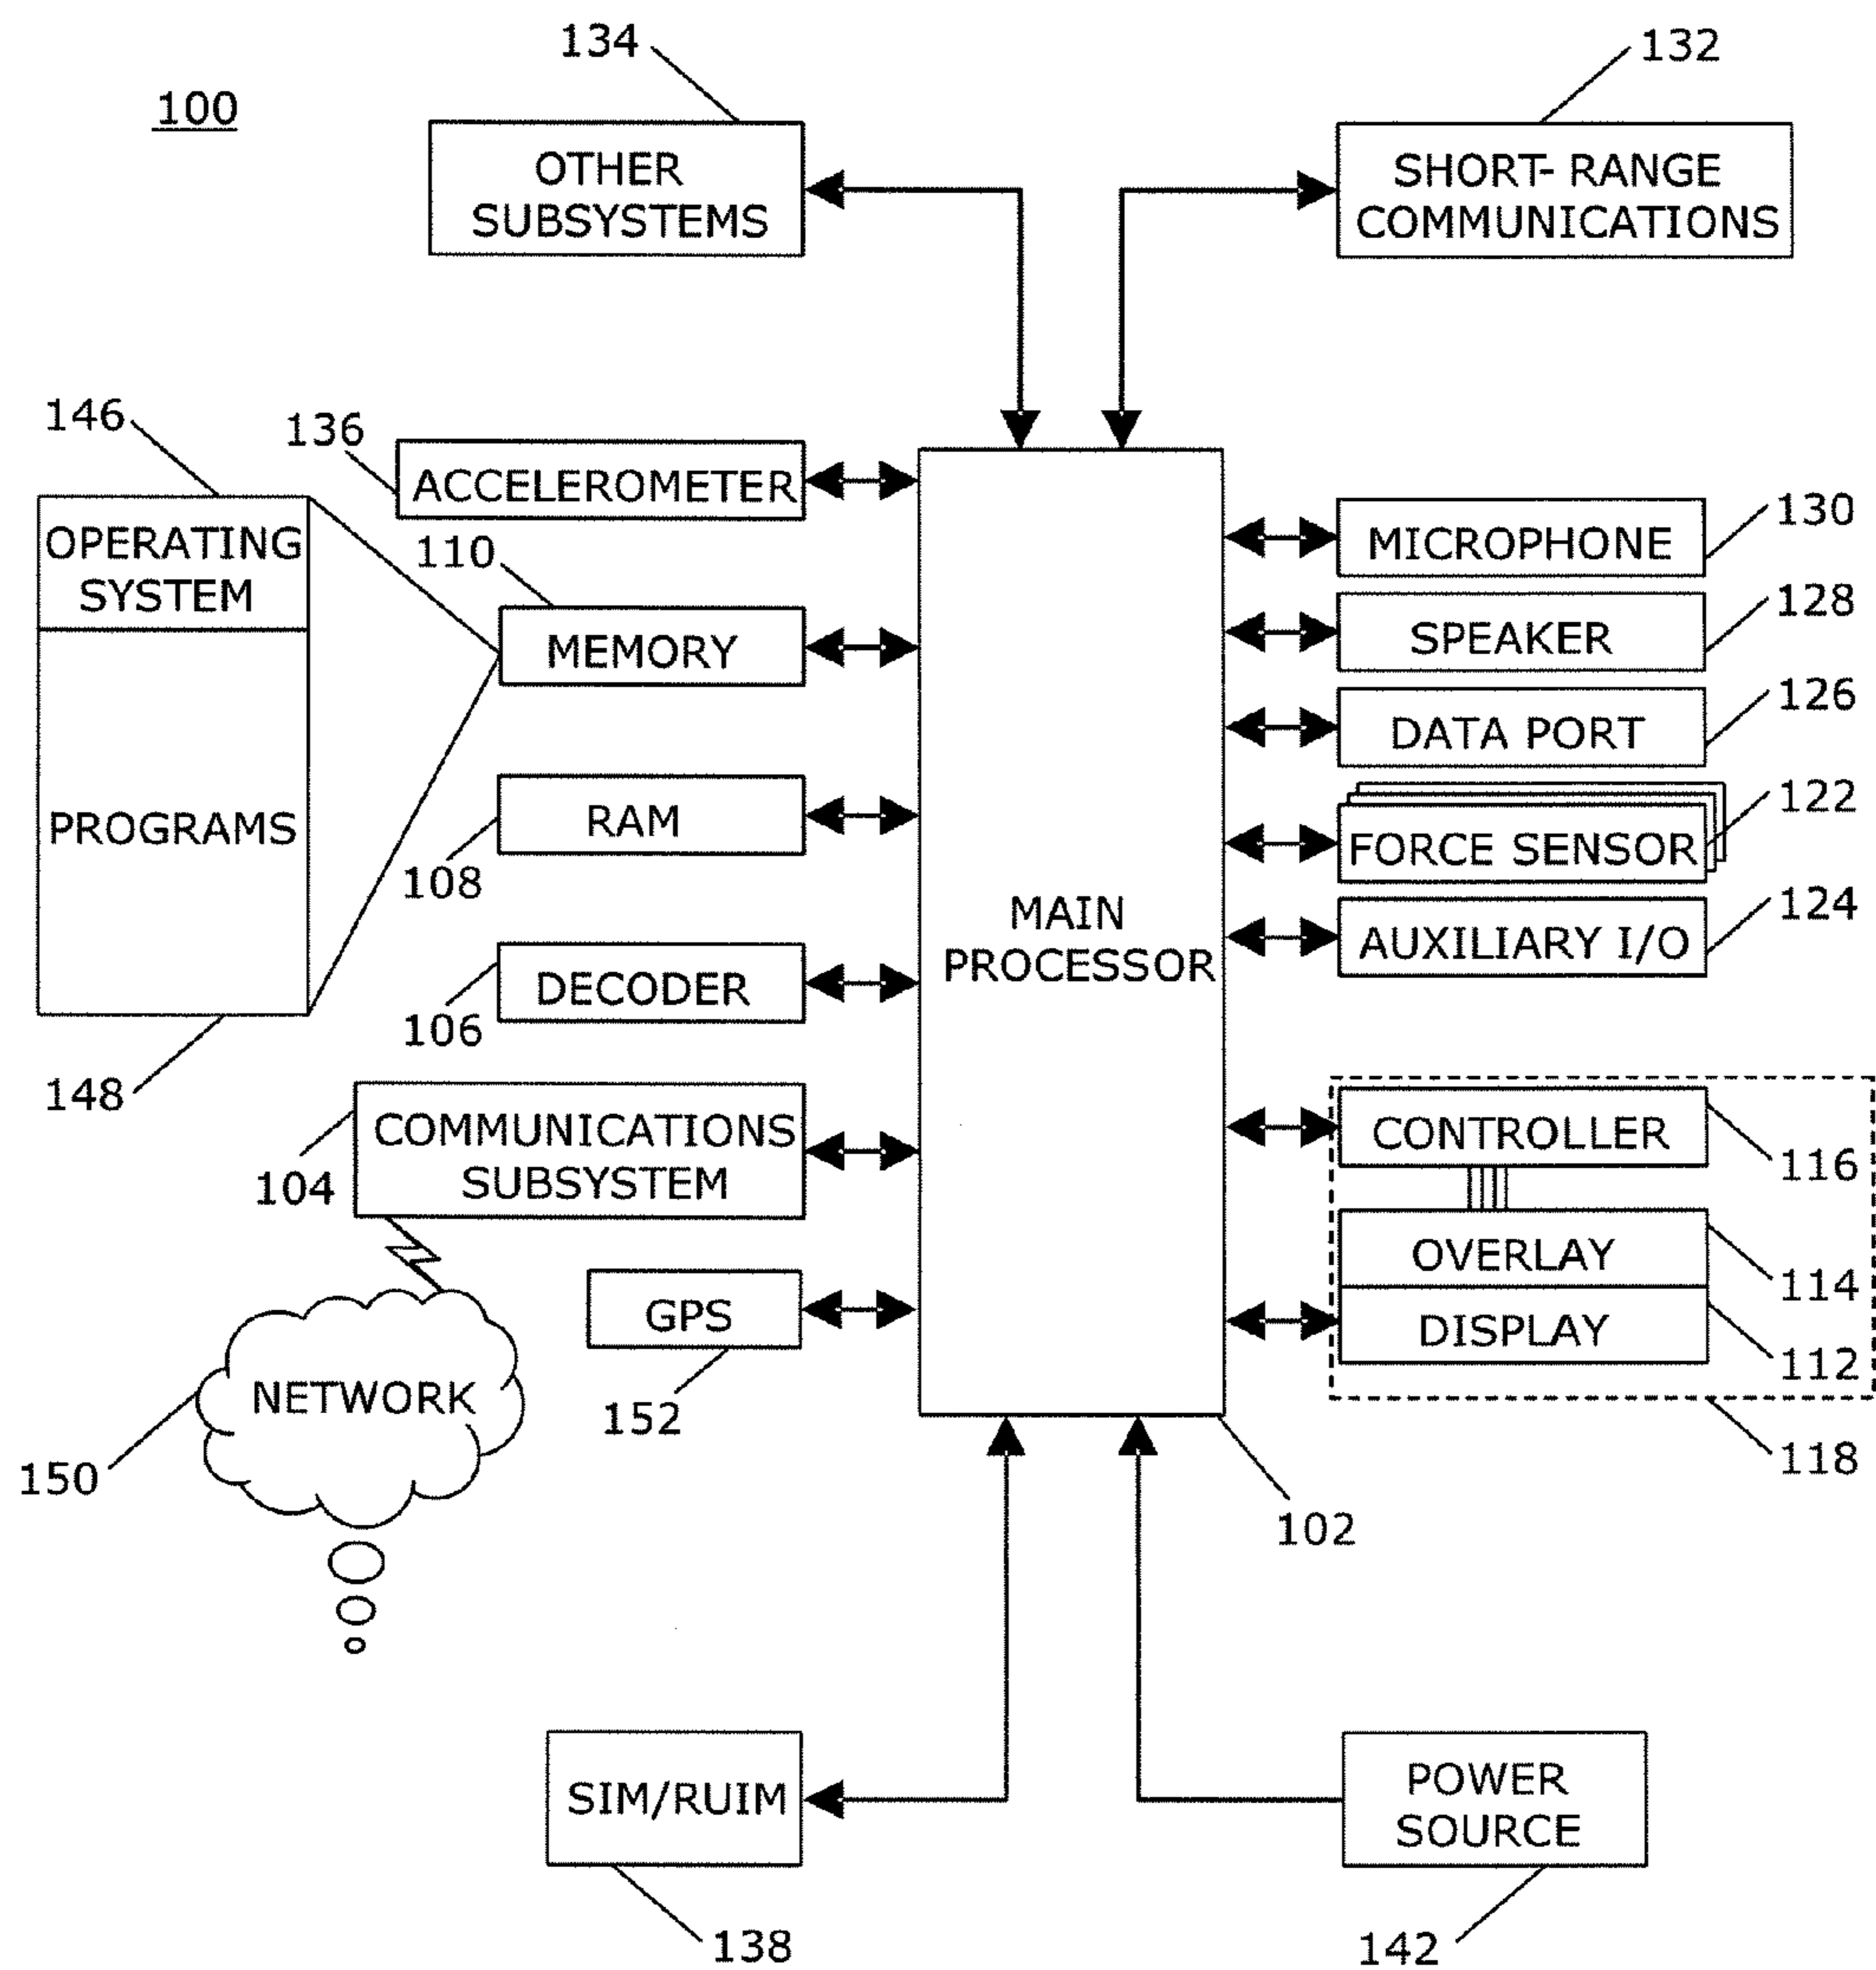 134
132
100
OTHER
SUBSYSTEMS
SHORT- RANGE
COMMUNICATIONS
146
136
ACCELEROMETER
110
OPERATING
SYSTEM
MEMORY
PROGRAMS
RAM
108
DECODER
106
148
COMMUNICATIONS
SUBSYSTEM
104
GPS
152
NETWORK
150
MAIN
PROCESSOR
MICROPHONE
130
SPEAKER
128
DATA PORT
126
FORCE SENSOR
122
AUXILIARY I/O
124
CONTROLLER
116
OVERLAY
114
DISPLAY
112
118
102
SIM/RUIM
138
POWER
SOURCE
142